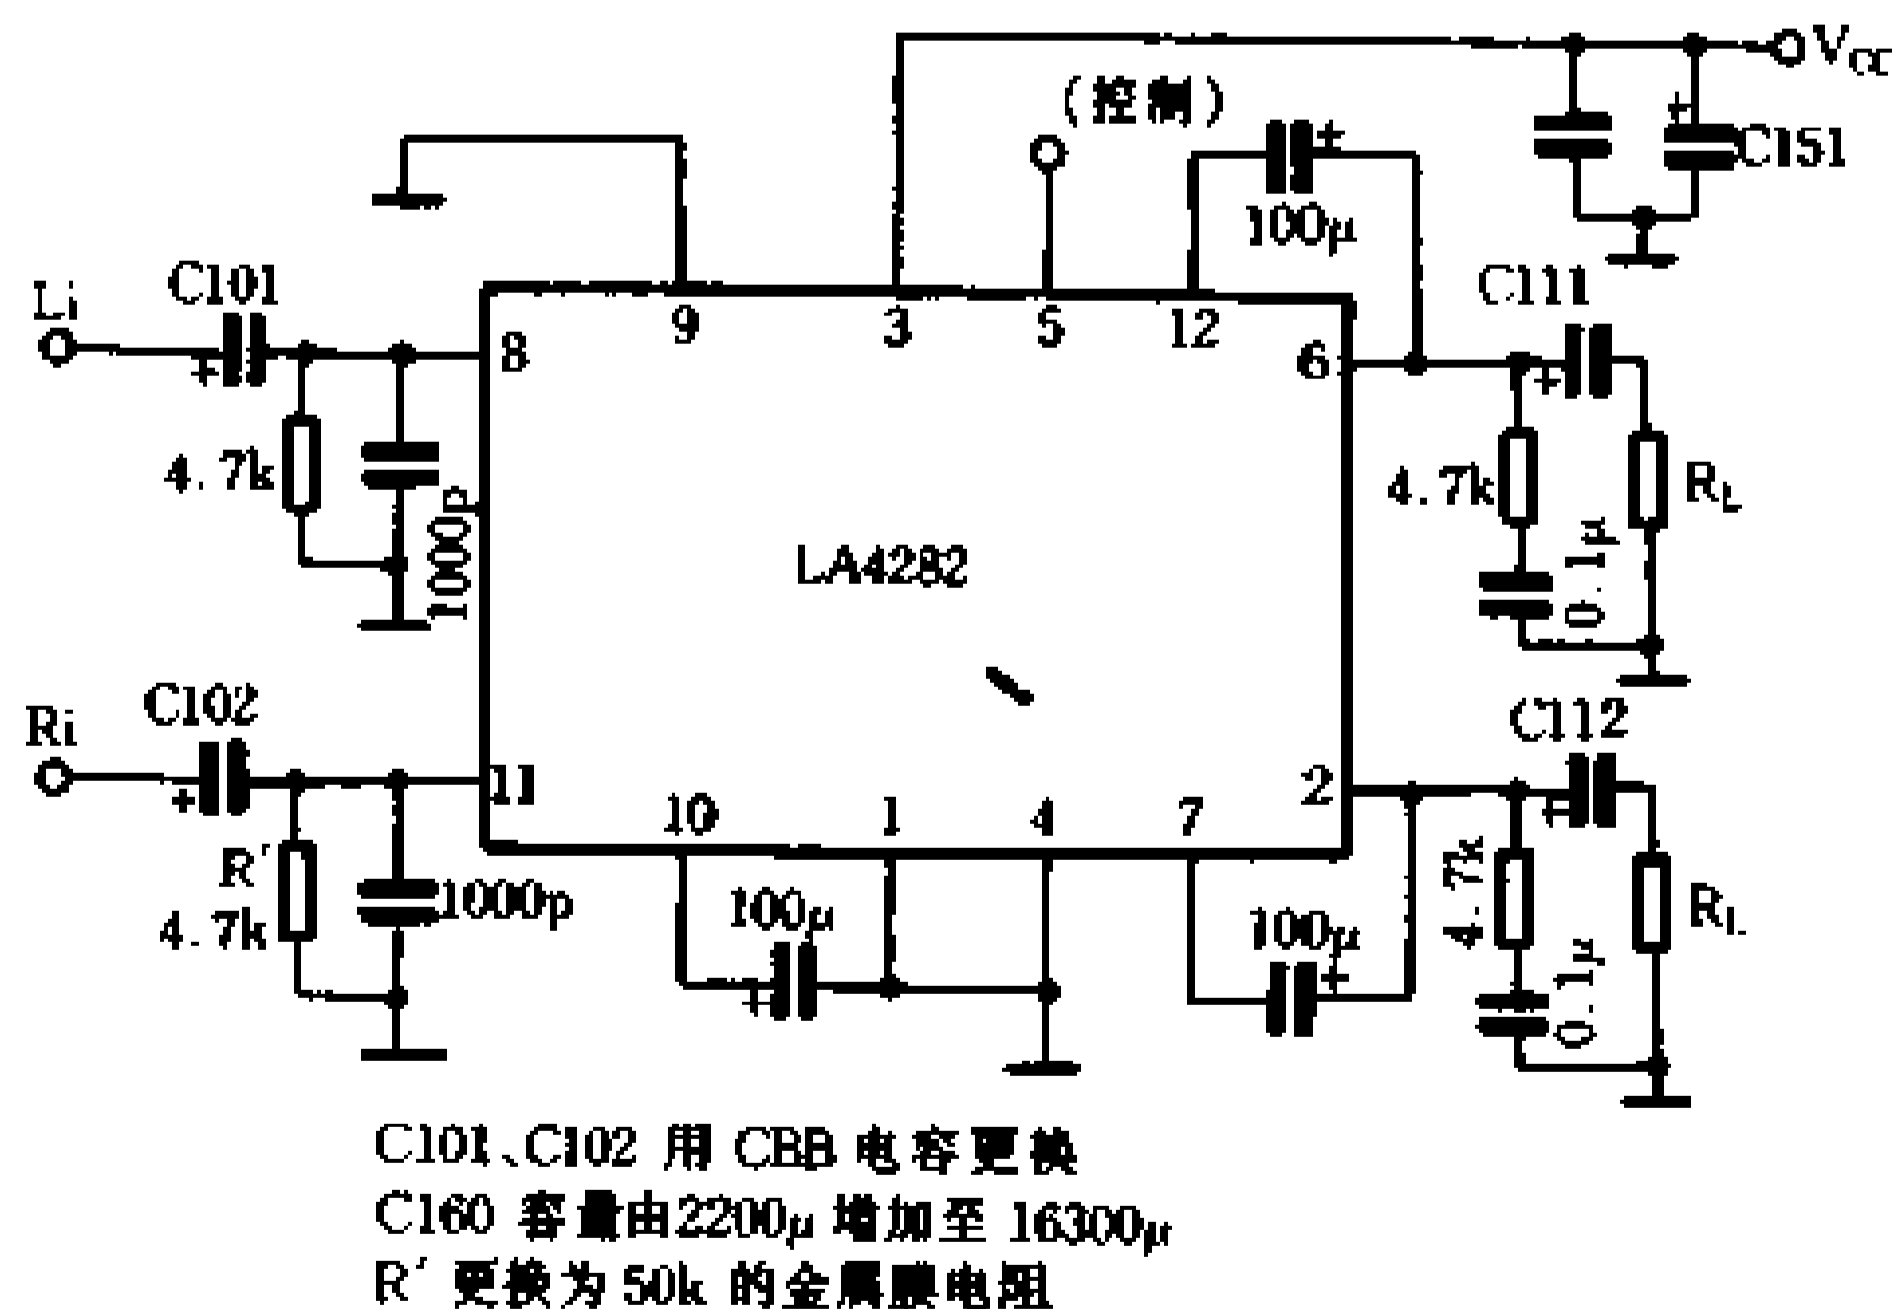 Vcc
(控制)
C151
100μ
C101
C111
Li
9
3
5
12
8
6
4.7k
1000p
4.7k
RL
0.1μ
LA4282
C102
C112
Ri
11
2
10
1
4
7
R'
4.7k
1000p
100μ
100μ
4.7k
RL
0.1μ
C101、C102 用 CBB 电容更换
C160 容量由2200μ 增加至 16300μ
R' 更换为 50k 的金属膜电阻